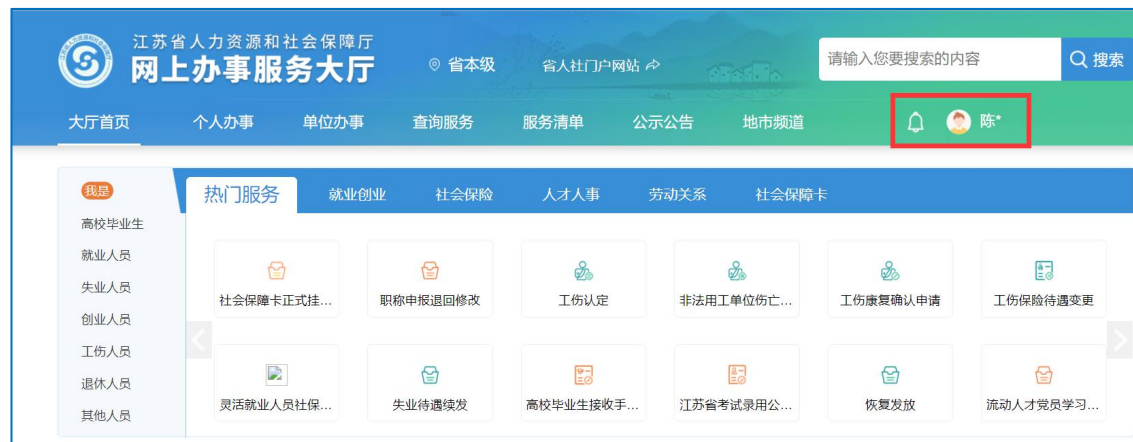 江苏省人力资源和社会保障厅
网上办事服务大厅
省本级
省人社门户网站
请输入您要搜索的内容
搜索
大厅首页
个人办事
单位办事
查询服务
服务清单
公示公告
地市频道
陈*
我是
高校毕业生
就业人员
失业人员
创业人员
工伤人员
退休人员
其他人员
热门服务
就业创业
社会保险
人才人事
劳动关系
社会保障卡
社会保障卡正式挂...
职称申报退回修改
工伤认定
非法用工单位伤亡...
工伤康复确认申请
工伤保险待遇变更
灵活就业人员社保...
失业待遇续发
高校毕业生接收手...
江苏省考试录用公...
恢复发放
流动人才党员学习...